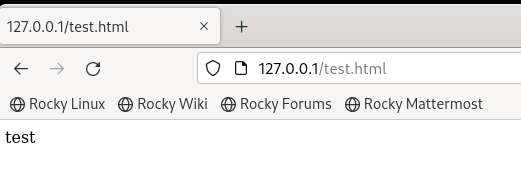 127.0.0.1/test.html
127.0.0.1/test.html
Rocky Linux Rocky Wiki Rocky Forums Rocky Mattermost
test